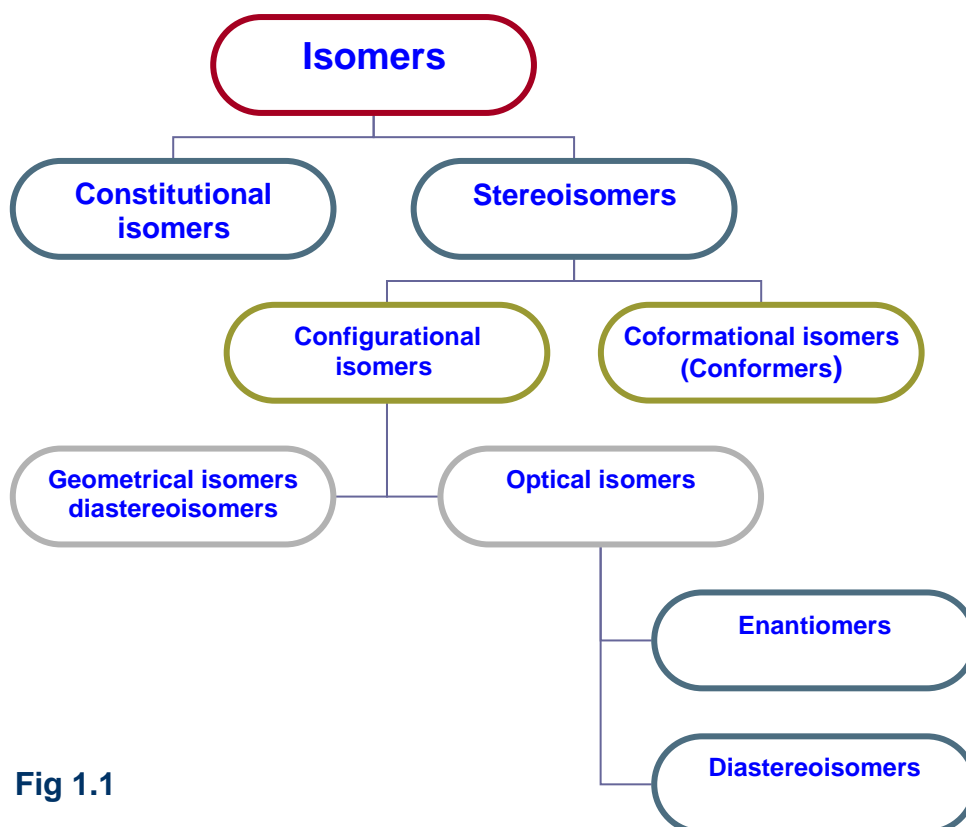 Isomers
Constitutional
isomers
Stereoisomers
Configurational
isomers
Coformational isomers
(Conformers)
Geometrical isomers
diastereoisomers
Optical isomers
Enantiomers
Diastereoisomers
Fig 1.1